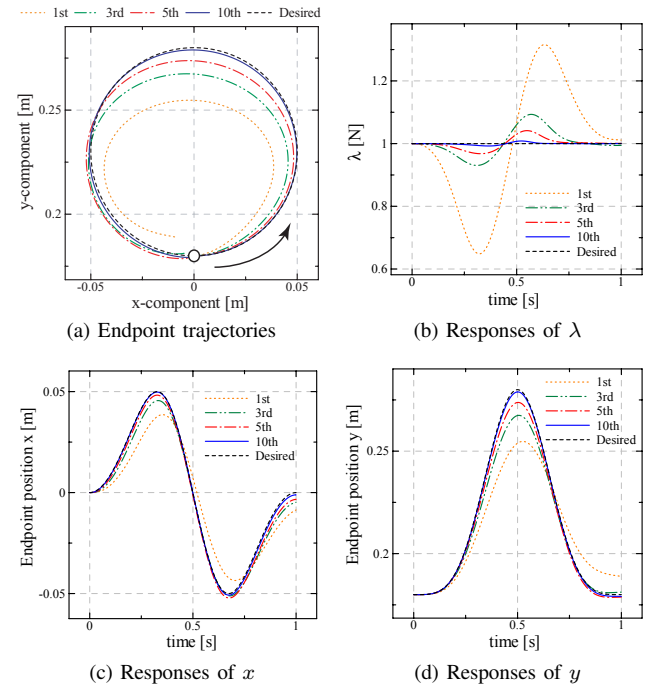 1st 3rd 5th 10th Desired
y-component [m]
0.25
0.2
-0.05 0 0.05
x-component [m]
(a) Endpoint trajectories
λ [N]
1.2
1
0.8
0.6
1st
3rd
5th
10th
Desired
0 0.5 1
time [s]
(b) Responses of λ
Endpoint position x [m]
0.05
0
-0.05
1st
3rd
5th
10th
Desired
0 0.5 1
time [s]
(c) Responses of x
Endpoint position y [m]
0.25
0.2
1st
3rd
5th
10th
Desired
0 0.5 1
time [s]
(d) Responses of y